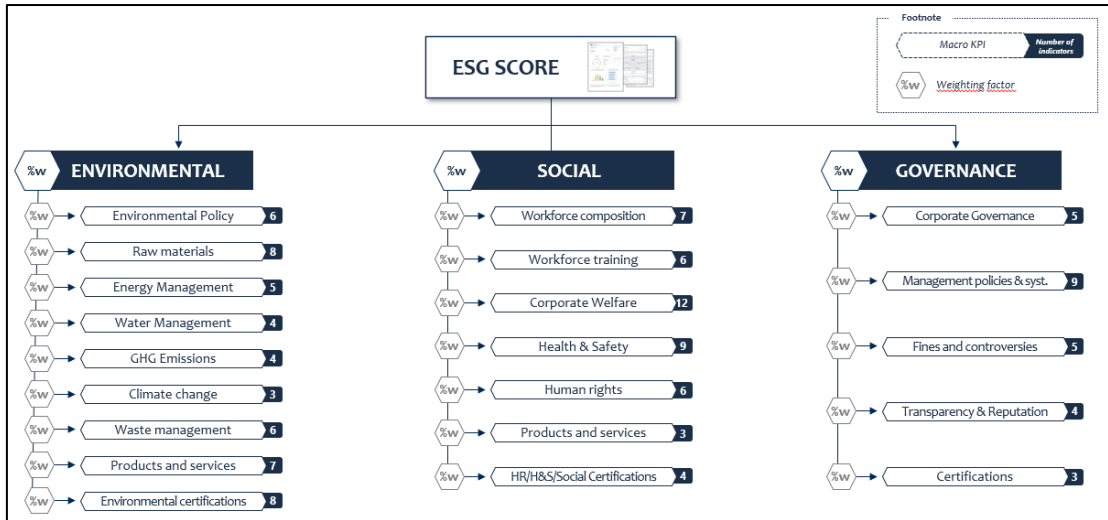 Footnote
Macro KPI
Number of
indicators
%w Weighting factor
ESG SCORE
%w ENVIRONMENTAL
%w Environmental Policy 6
%w Raw materials 8
%w Energy Management 5
%w Water Management 4
%w GHG Emissions 4
%w Climate change 3
%w Waste management 6
%w Products and services 7
%w Environmental certifications 8
%w SOCIAL
%w Workforce composition 7
%w Workforce training 6
%w Corporate Welfare 12
%w Health & Safety 9
%w Human rights 6
%w Products and services 3
%w HR/H&S/Social Certifications 4
%w GOVERNANCE
%w Corporate Governance 5
%w Management policies & syst. 9
%w Fines and controversies 5
%w Transparency & Reputation 4
%w Certifications 3